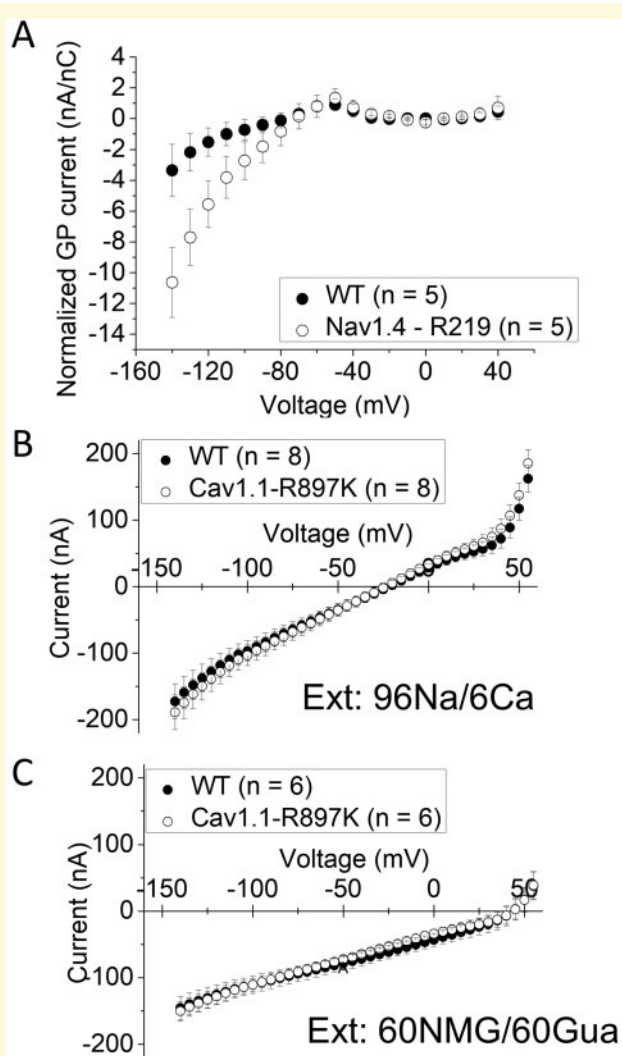 A
4
2
0
-2
-4
-6
-8
-10
-12
-14
Normalized GP current (nA/nC)
WT (n = 5)
Nav1.4 - R219 (n = 5)
-160 -120 -80 -40 0 40
Voltage (mV)
B
200
100
0
-100
-200
Current (nA)
WT (n = 8)
Cav1.1-R897K (n = 8)
Voltage (mV)
-150 -100 -50 0 50
Ext: 96Na/6Ca
C
200
100
0
-100
-200
Current (nA)
WT (n = 6)
Cav1.1-R897K (n = 6)
Voltage (mV)
-150 -100 -50 0 50
Ext: 60NMG/60Gua